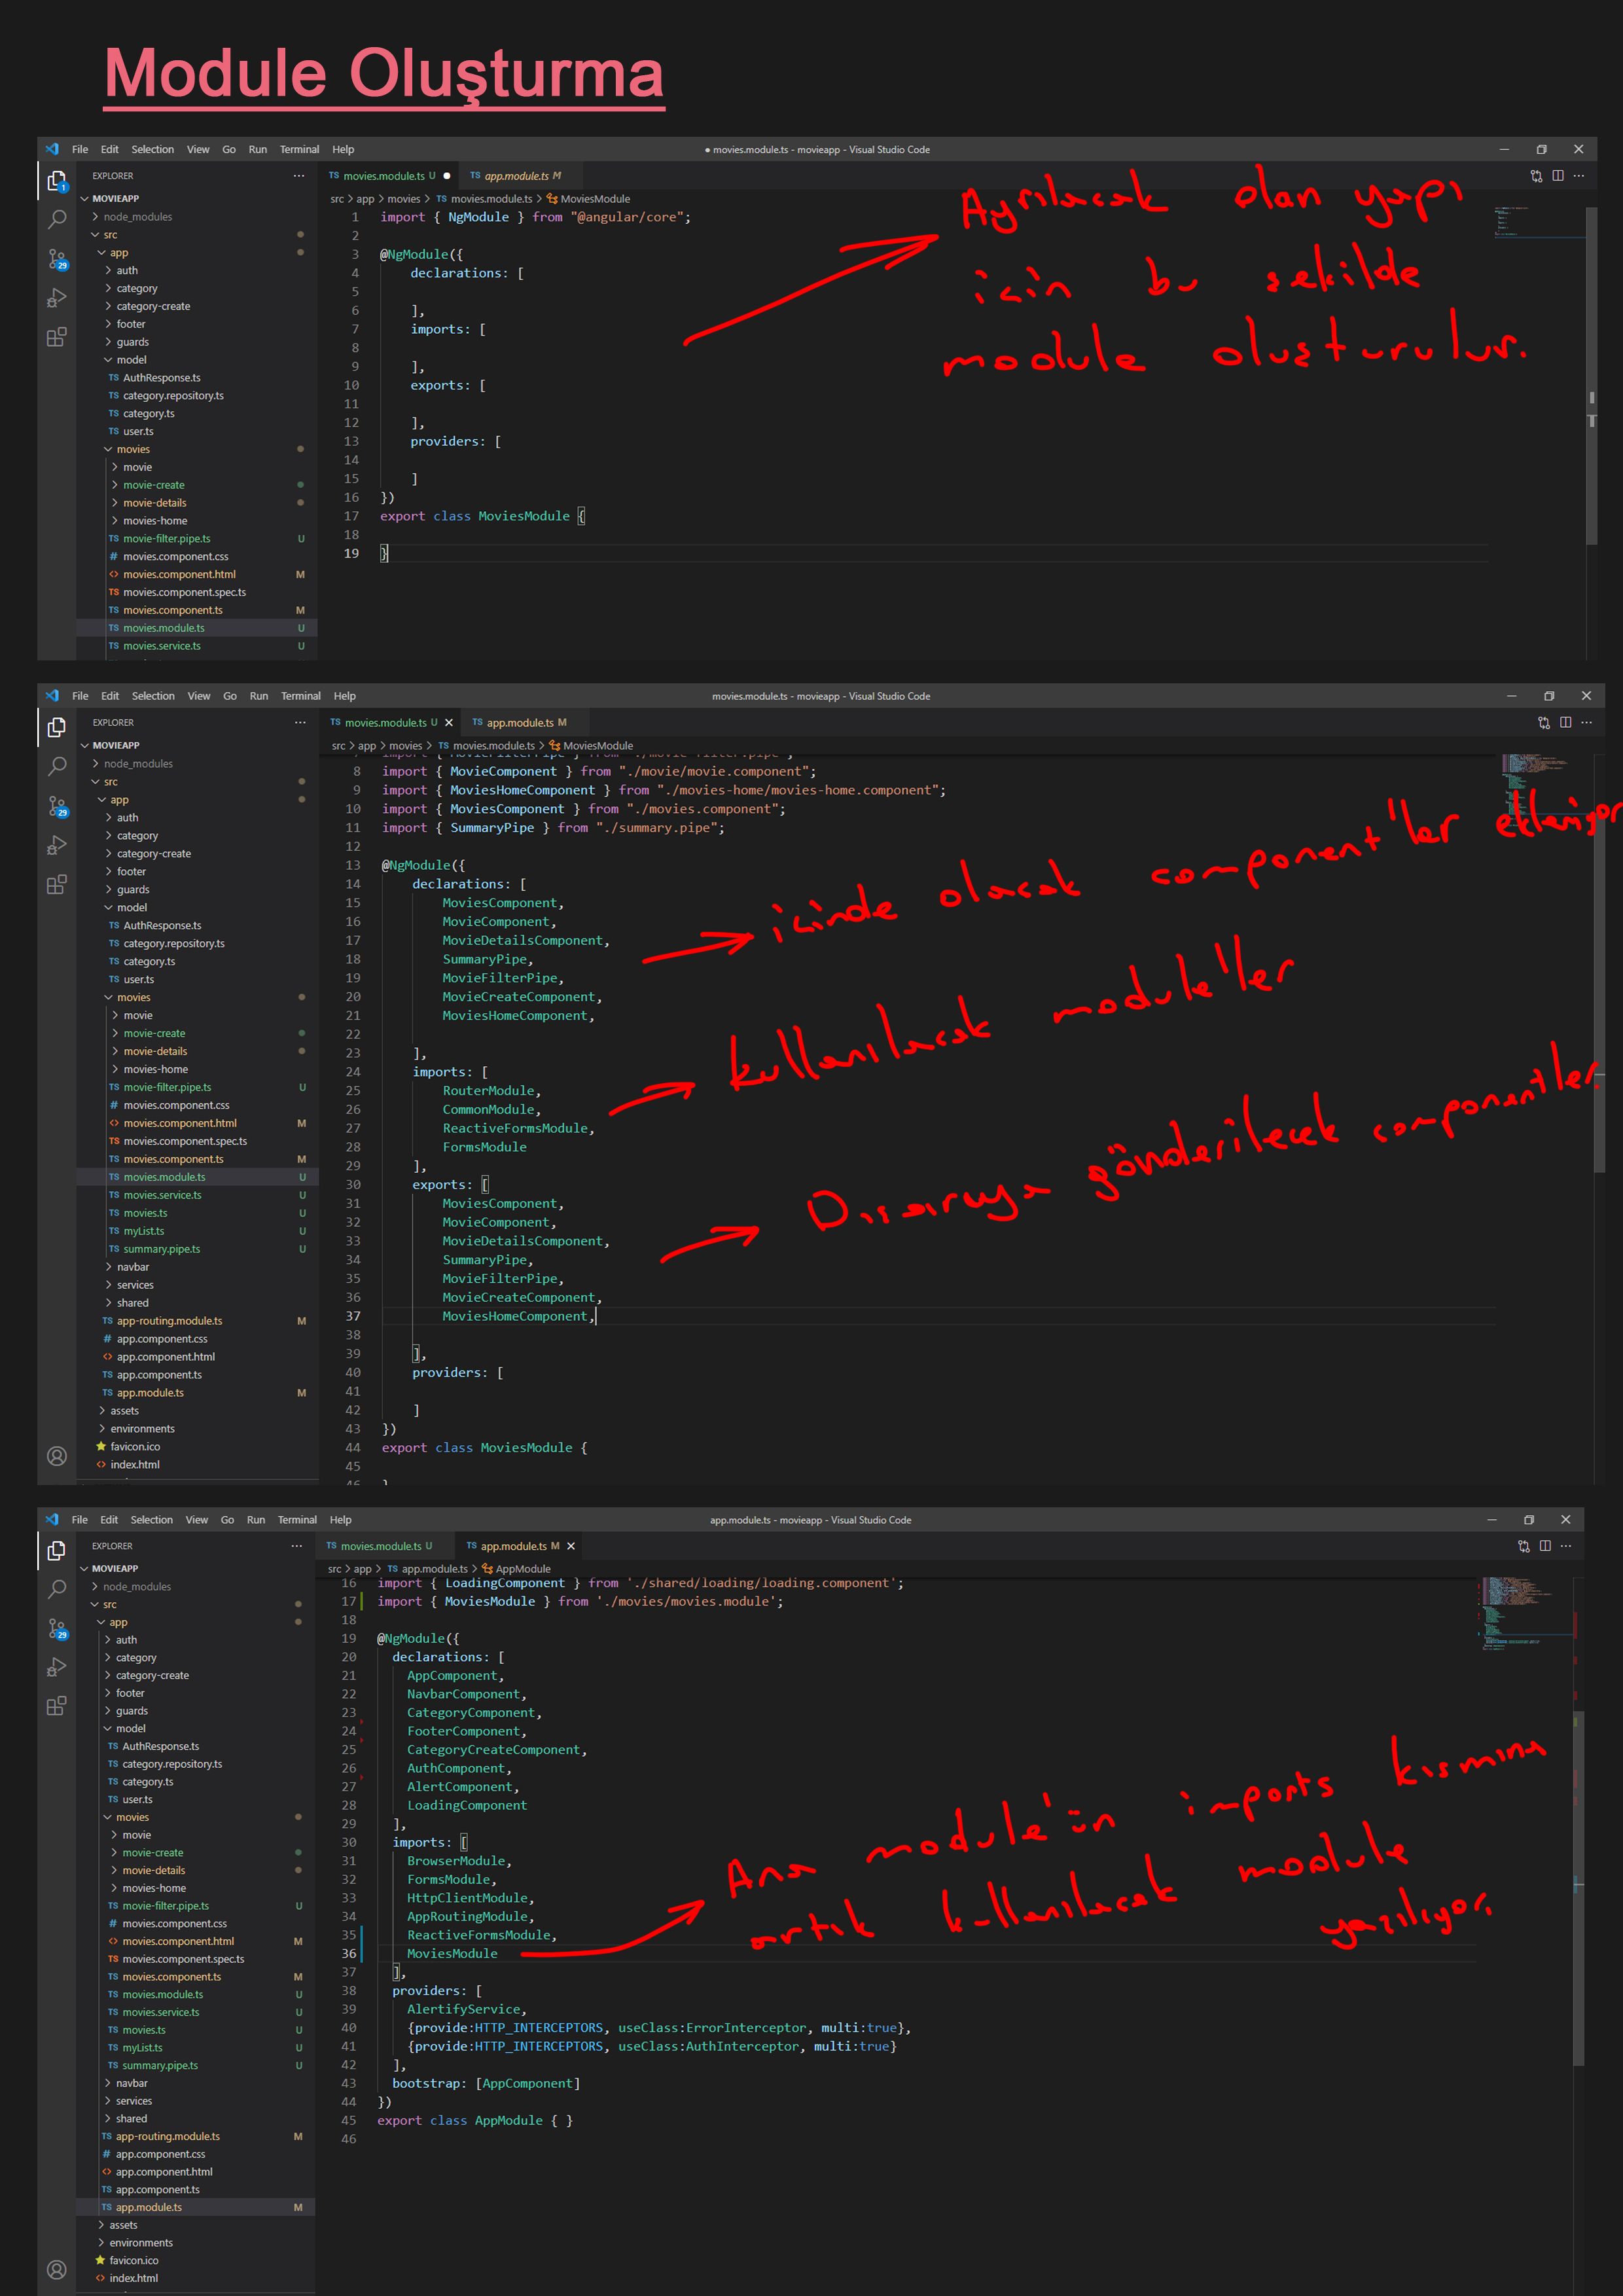 Module Oluşturma
File Edit Selection View Go Run Terminal Help
● movies.module.ts - movieapp - Visual Studio Code
EXPLORER
MOVIEAPP
node_modules
src
app
auth
category
category-create
footer
guards
model
AuthResponse.ts
category.repository.ts
category.ts
user.ts
movies
movie
movie-create
movie-details
movies-home
movie-filter.pipe.ts U
movies.component.css
movies.component.html M
movies.component.spec.ts
movies.component.ts M
movies.module.ts U
movies.service.ts U
movies.module.ts U ● app.module.ts M
src > app > movies > movies.module.ts > MoviesModule
1 import { NgModule } from "@angular/core";
2
3 @NgModule({
4 declarations: [
5
6 ],
7 imports: [
8
9 ],
10 exports: [
11
12 ],
13 providers: [
14
15 ]
16 })
17 export class MoviesModule {
18
19 }
Ayrılacak olan yapı
icin bu sekilde
module oluşturulur.
File Edit Selection View Go Run Terminal Help
movies.module.ts - movieapp - Visual Studio Code
EXPLORER
MOVIEAPP
node_modules
src
app
auth
category
category-create
footer
guards
model
AuthResponse.ts
category.repository.ts
category.ts
user.ts
movies
movie
movie-create
movie-details
movies-home
movie-filter.pipe.ts U
movies.component.css
movies.component.html M
movies.component.spec.ts
movies.component.ts M
movies.module.ts U
movies.service.ts U
movies.ts U
myList.ts U
summary.pipe.ts U
navbar
services
shared
app-routing.module.ts M
app.component.css
app.component.html
app.component.ts
app.module.ts M
assets
environments
favicon.ico
index.html
movies.module.ts U app.module.ts M
src > app > movies > movies.module.ts > MoviesModule
7 import { MovieFilterPipe } from "./movie-filter.pipe";
8 import { MovieComponent } from "./movie/movie.component";
9 import { MoviesHomeComponent } from "./movies-home/movies-home.component";
10 import { MoviesComponent } from "./movies.component";
11 import { SummaryPipe } from "./summary.pipe";
12
13 @NgModule({
14 declarations: [
15 MoviesComponent,
16 MovieComponent,
17 MovieDetailsComponent,
18 SummaryPipe,
19 MovieFilterPipe,
20 MovieCreateComponent,
21 MoviesHomeComponent,
22
23 ],
24 imports: [
25 RouterModule,
26 CommonModule,
27 ReactiveFormsModule,
28 FormsModule
29 ],
30 exports: [
31 MoviesComponent,
32 MovieComponent,
33 MovieDetailsComponent,
34 SummaryPipe,
35 MovieFilterPipe,
36 MovieCreateComponent,
37 MoviesHomeComponent,
38
39 ],
40 providers: [
41
42 ]
43 })
44 export class MoviesModule {
45
46 }
icinde olacak component'ler ekleniyor
kullanılacak module'ler
Dısarıya gönderilecek componentler.
File Edit Selection View Go Run Terminal Help
app.module.ts - movieapp - Visual Studio Code
EXPLORER
MOVIEAPP
node_modules
src
app
auth
category
category-create
footer
guards
model
AuthResponse.ts
category.repository.ts
category.ts
user.ts
movies
movie
movie-create
movie-details
movies-home
movie-filter.pipe.ts U
movies.component.css
movies.component.html M
movies.component.spec.ts
movies.component.ts M
movies.module.ts U
movies.service.ts U
movies.ts U
myList.ts U
summary.pipe.ts U
navbar
services
shared
app-routing.module.ts M
app.component.css
app.component.html
app.component.ts
app.module.ts M
assets
environments
favicon.ico
index.html
movies.module.ts U app.module.ts M
src > app > app.module.ts > AppModule
16 import { LoadingComponent } from './shared/loading/loading.component';
17 import { MoviesModule } from './movies/movies.module';
18
19 @NgModule({
20 declarations: [
21 AppComponent,
22 NavbarComponent,
23 CategoryComponent,
24 FooterComponent,
25 CategoryCreateComponent,
26 AuthComponent,
27 AlertComponent,
28 LoadingComponent
29 ],
30 imports: [
31 BrowserModule,
32 FormsModule,
33 HttpClientModule,
34 AppRoutingModule,
35 ReactiveFormsModule,
36 MoviesModule
37 ],
38 providers: [
39 AlertifyService,
40 {provide:HTTP_INTERCEPTORS, useClass:ErrorInterceptor, multi:true},
41 {provide:HTTP_INTERCEPTORS, useClass:AuthInterceptor, multi:true}
42 ],
43 bootstrap: [AppComponent]
44 })
45 export class AppModule { }
46
Ana module'ün imports kısmına
artık kullanılacak module
yazılıyor.